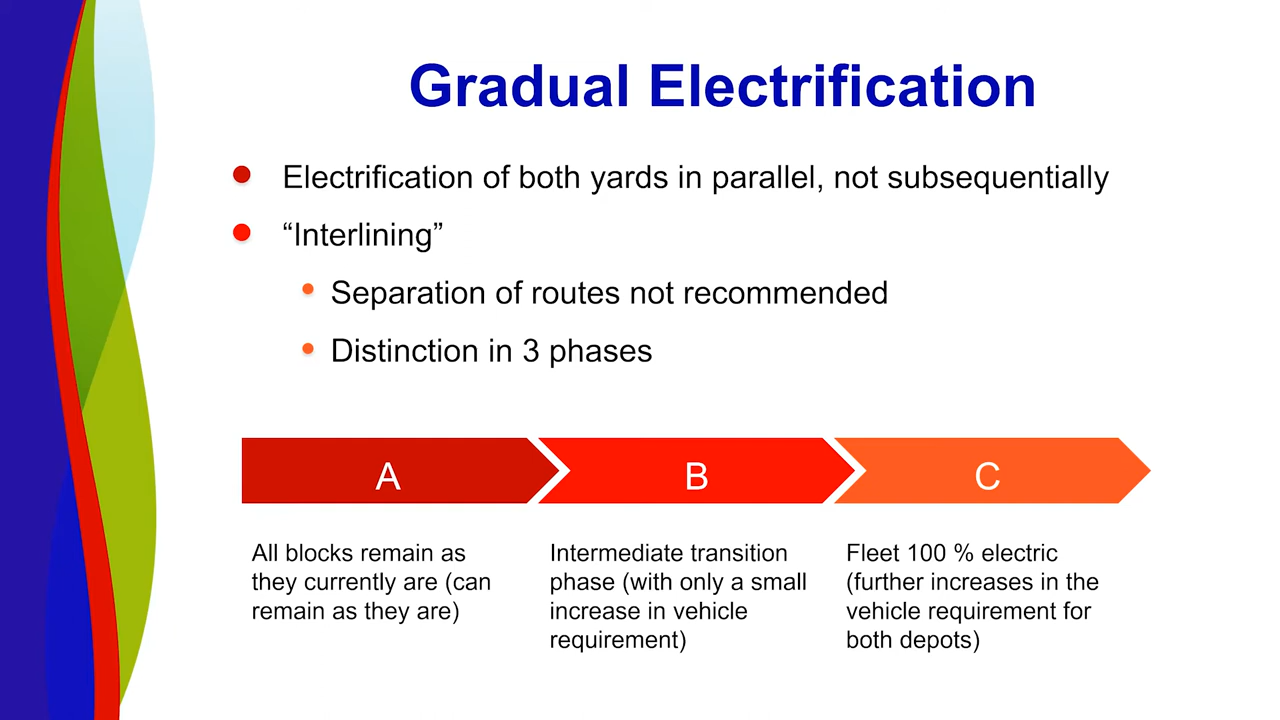 Gradual Electrification
Electrification of both yards in parallel, not subsequentially
“Interlining”
Separation of routes not recommended
Distinction in 3 phases
A
B
C
All blocks remain as
they currently are (can
remain as they are)
Intermediate transition
phase (with only a small
increase in vehicle
requirement)
Fleet 100 % electric
(further increases in the
vehicle requirement for
both depots)